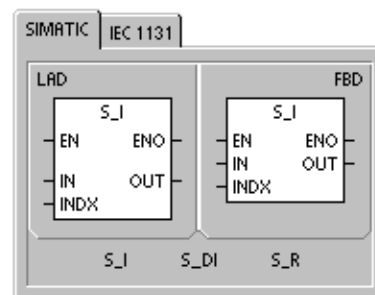 SIMATIC IEC 1131
LAD FBD
S_I S_I
EN ENO EN ENO
IN OUT IN OUT
INDX INDX
S_I S_DI S_R